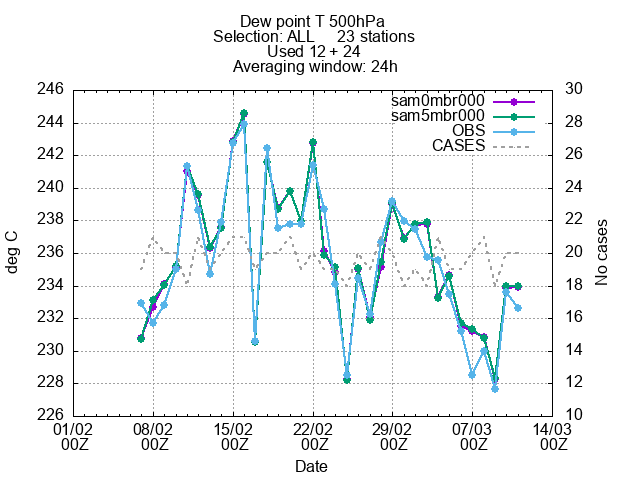 Dew point T 500hPa
Selection: ALL 23 stations
Used 12 + 24
Averaging window: 24h
246 30
244 28
242 26
240 24
238 22
236 20
234 18
232 16
230 14
228 12
226 10
sam0mbr000
sam5mbr000
OBS
CASES
deg C
No cases
01/02 08/02 15/02 22/02 29/02 07/03 14/03
00Z 00Z 00Z 00Z 00Z 00Z 00Z
Date